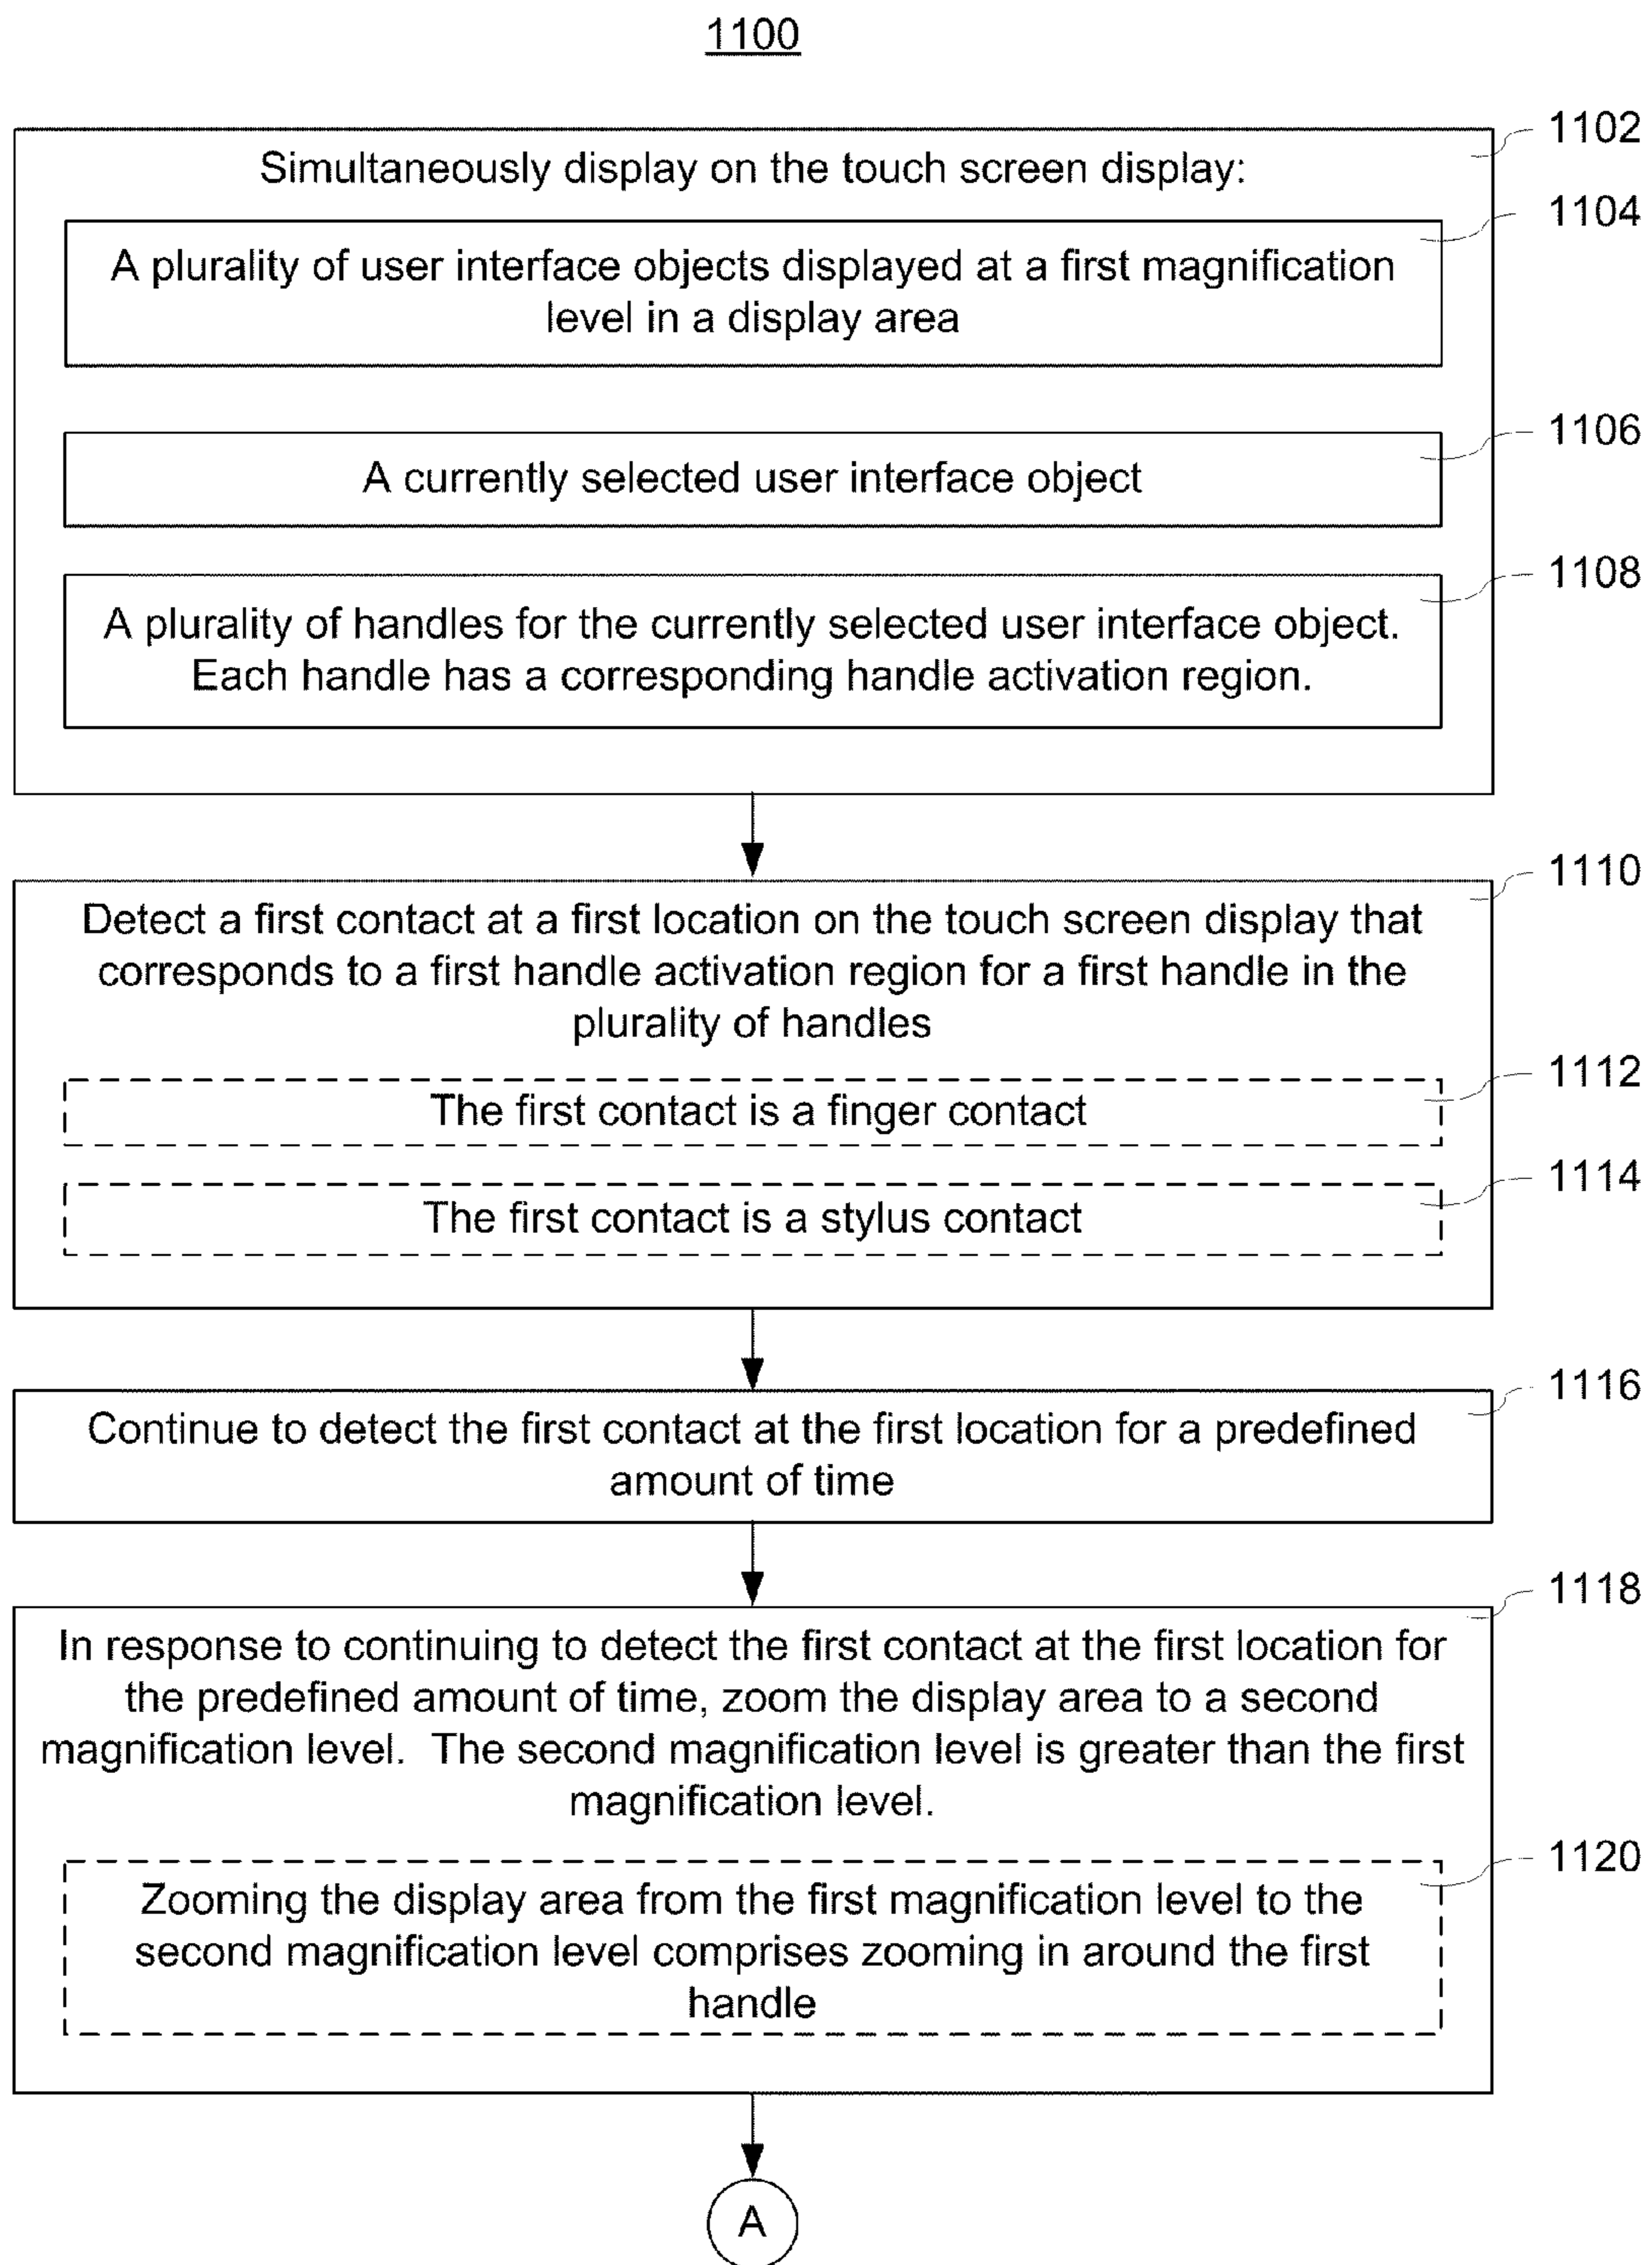 1100
1102
Simultaneously display on the touch screen display:
1104
A plurality of user interface objects displayed at a first magnification
level in a display area
1106
A currently selected user interface object
1108
A plurality of handles for the currently selected user interface object.
Each handle has a corresponding handle activation region.
1110
Detect a first contact at a first location on the touch screen display that
corresponds to a first handle activation region for a first handle in the
plurality of handles
1112
The first contact is a finger contact
1114
The first contact is a stylus contact
1116
Continue to detect the first contact at the first location for a predefined
amount of time
1118
In response to continuing to detect the first contact at the first location for
the predefined amount of time, zoom the display area to a second
magnification level.  The second magnification level is greater than the first
magnification level.
1120
Zooming the display area from the first magnification level to the
second magnification level comprises zooming in around the first
handle
A